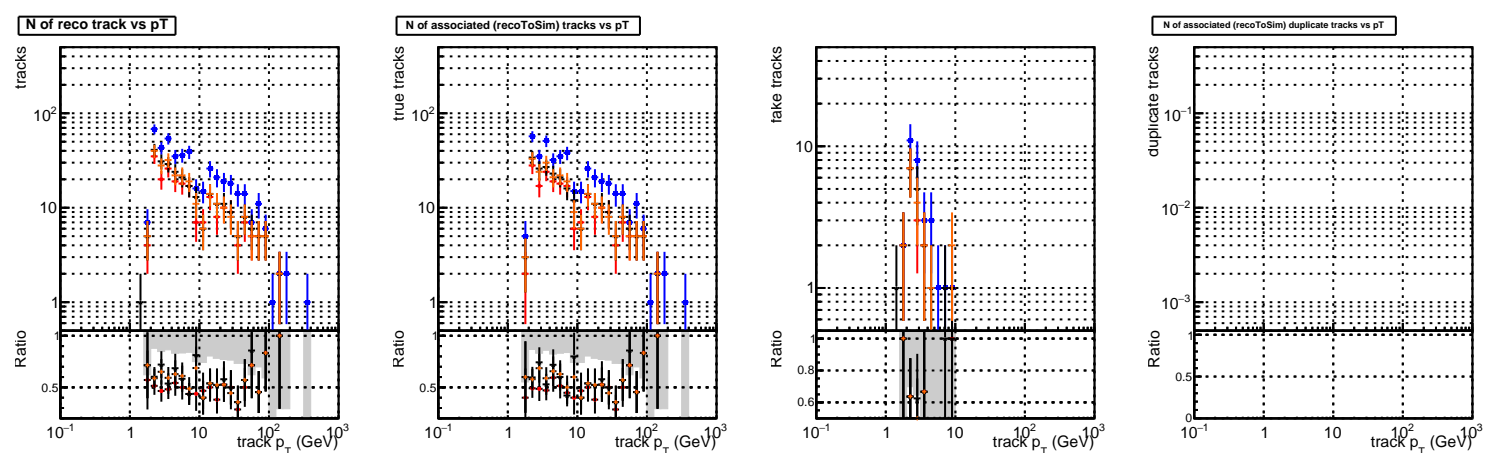 N of reco track vs pT
tracks
10²
10
1
Ratio
1
0.5
10⁻¹ 1 10 10² 10³
track p_T (GeV)
N of associated (recoToSim) tracks vs pT
true tracks
10²
10
1
Ratio
1
0.5
10⁻¹ 1 10 10² 10³
track p_T (GeV)
fake tracks
10
1
Ratio
1
0.8
0.6
10⁻¹ 1 10 10² 10³
track p_T (GeV)
N of associated (recoToSim) duplicate tracks vs pT
duplicate tracks
10⁻¹
10⁻²
10⁻³
Ratio
1
0.5
0
10⁻¹ 1 10 10² 10³
track p_T (GeV)